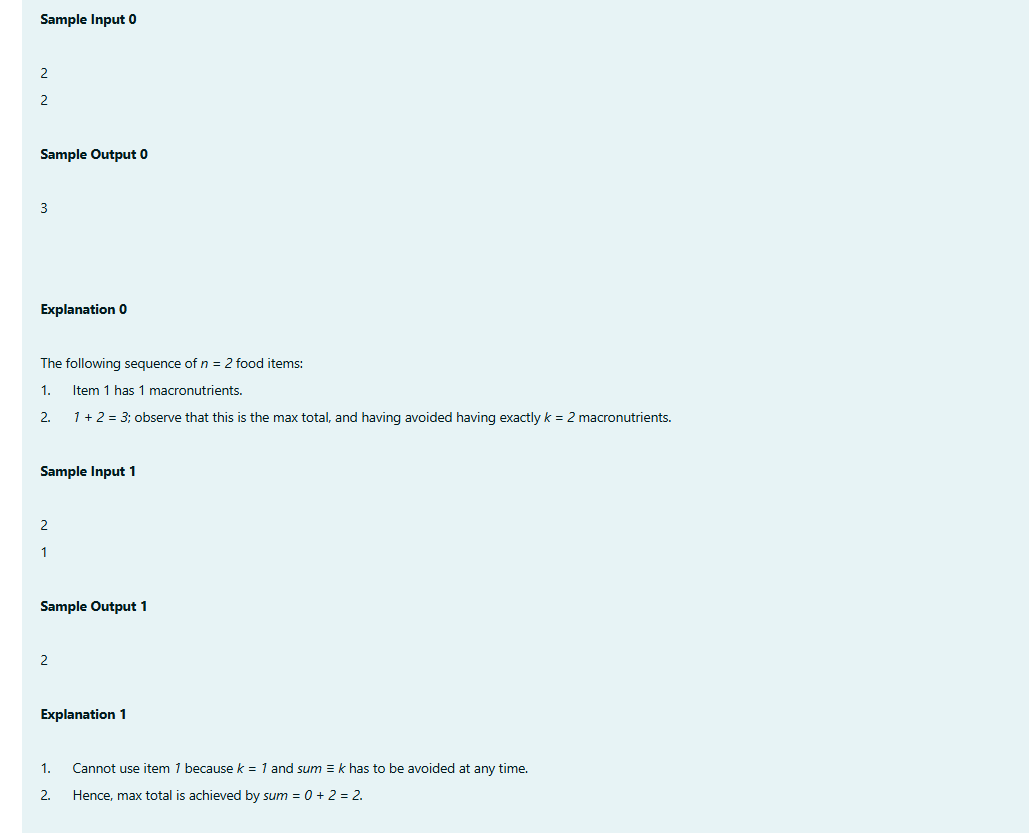 Sample Input 0
2
2
Sample Output 0
3
Explanation 0
The following sequence of n = 2 food items:
1. Item 1 has 1 macronutrients.
2. 1 + 2 = 3; observe that this is the max total, and having avoided having exactly k = 2 macronutrients.
Sample Input 1
2
1
Sample Output 1
2
Explanation 1
1. Cannot use item 1 because k = 1 and sum ≡ k has to be avoided at any time.
2. Hence, max total is achieved by sum = 0 + 2 = 2.